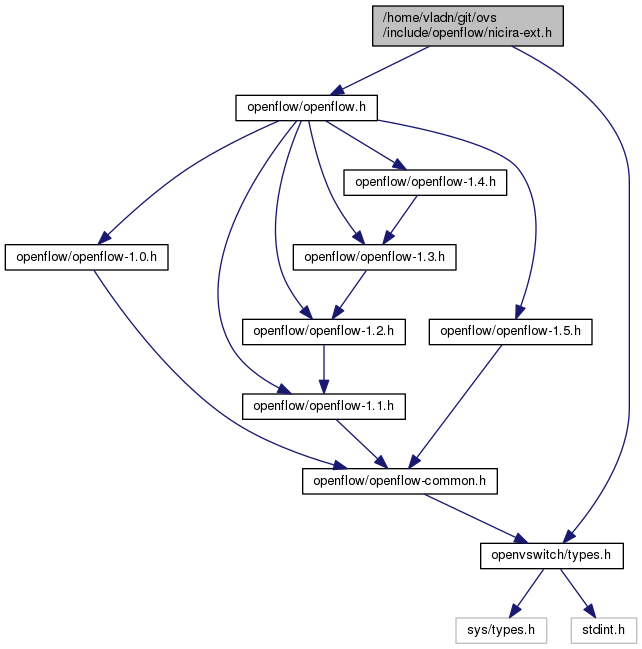 /home/vladn/git/ovs
/include/openflow/nicira-ext.h
openflow/openflow.h
openflow/openflow-1.4.h
openflow/openflow-1.0.h
openflow/openflow-1.3.h
openflow/openflow-1.2.h
openflow/openflow-1.5.h
openflow/openflow-1.1.h
openflow/openflow-common.h
openvswitch/types.h
sys/types.h
stdint.h